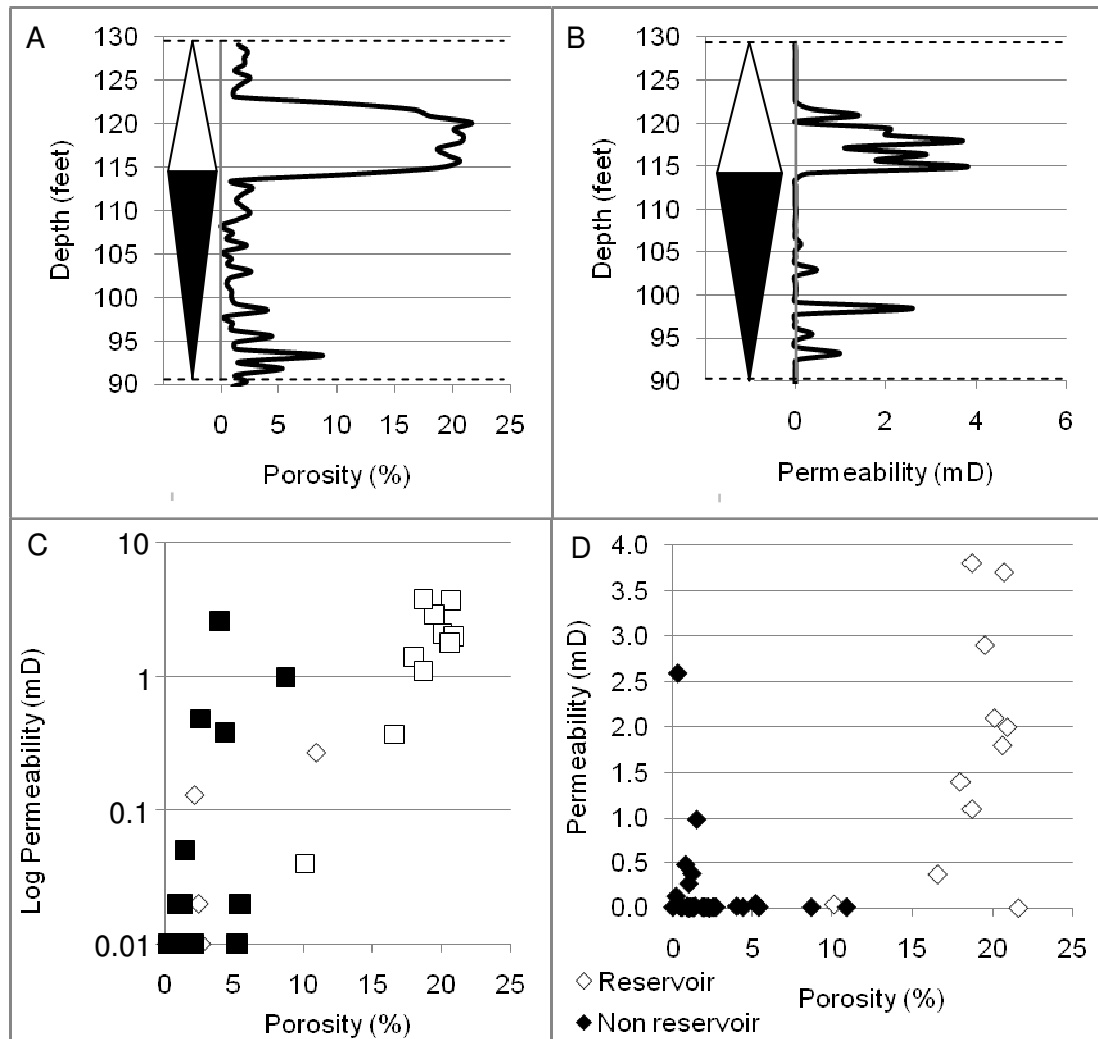 A
Depth (feet)
130
125
120
115
110
105
100
95
90
0 5 10 15 20 25
Porosity (%)
B
Depth (feet)
130
125
120
115
110
105
100
95
90
0 2 4 6
Permeability (mD)
C
Log Permeability (mD)
10
1
0.1
0.01
0 5 10 15 20 25
Porosity (%)
D
Permeability (mD)
4.0
3.5
3.0
2.5
2.0
1.5
1.0
0.5
0.0
0 5 10 15 20 25
Porosity (%)
Reservoir
Non reservoir